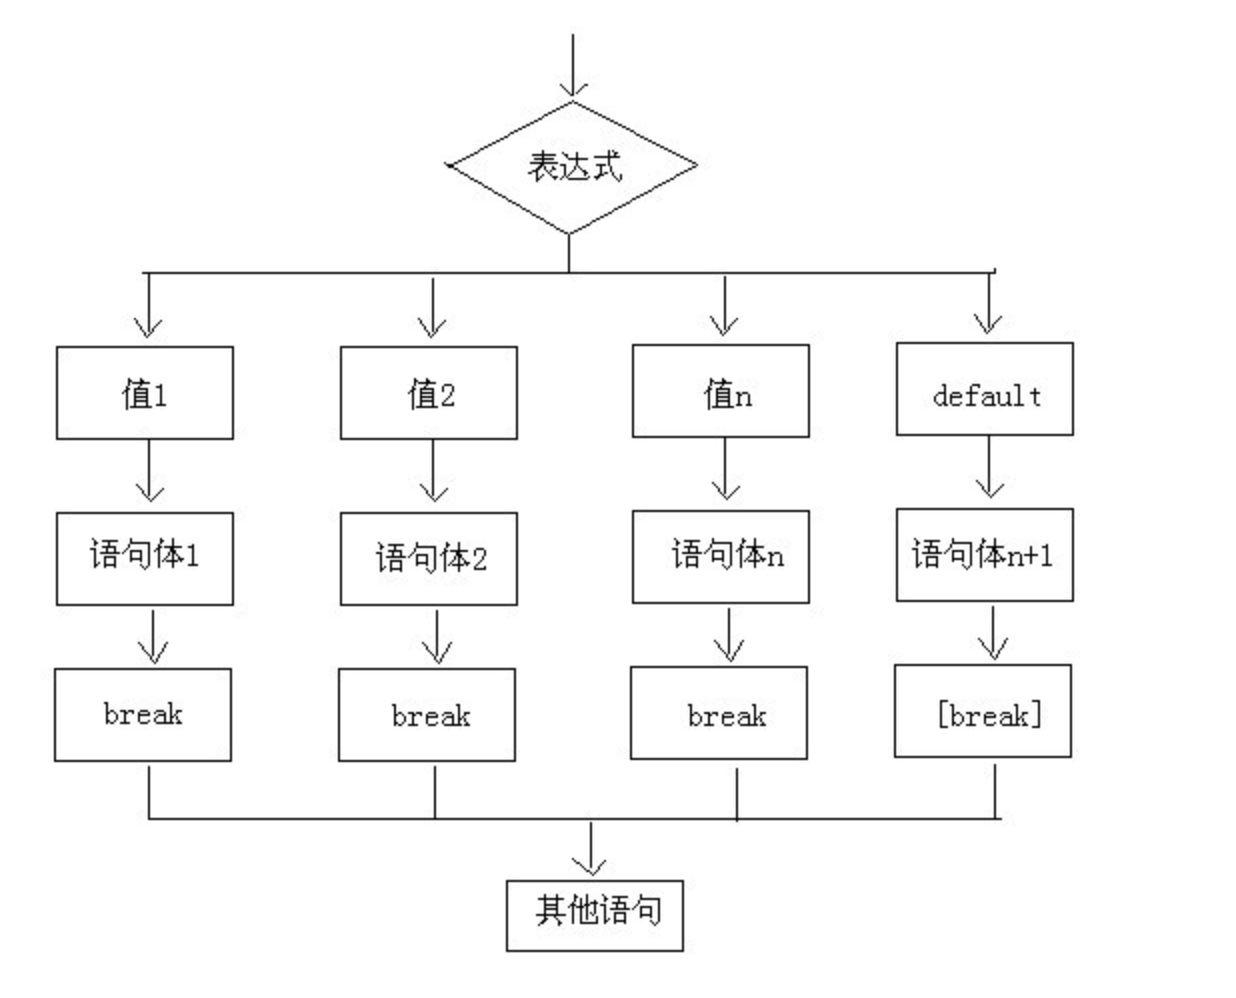 表达式
值1
值2
值n
default
语句体1
语句体2
语句体n
语句体n+1
break
break
break
[break]
其他语句